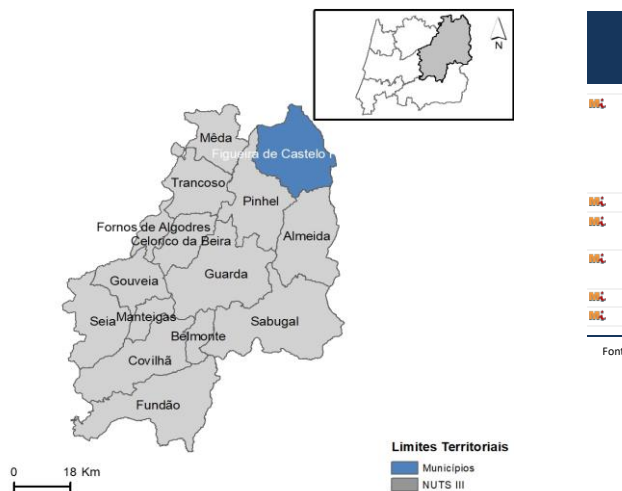 N
Mêda
Figueira de Castelo
Trancoso
Pinhel
Fornos de Algodres
Celorico da Beira
Almeida
Guarda
Gouveia
Seia
Manteigas
Belmonte
Sabugal
Covilhã
Fundão
0 18 Km
Limites Territoriais
Municípios
NUTS III
Font